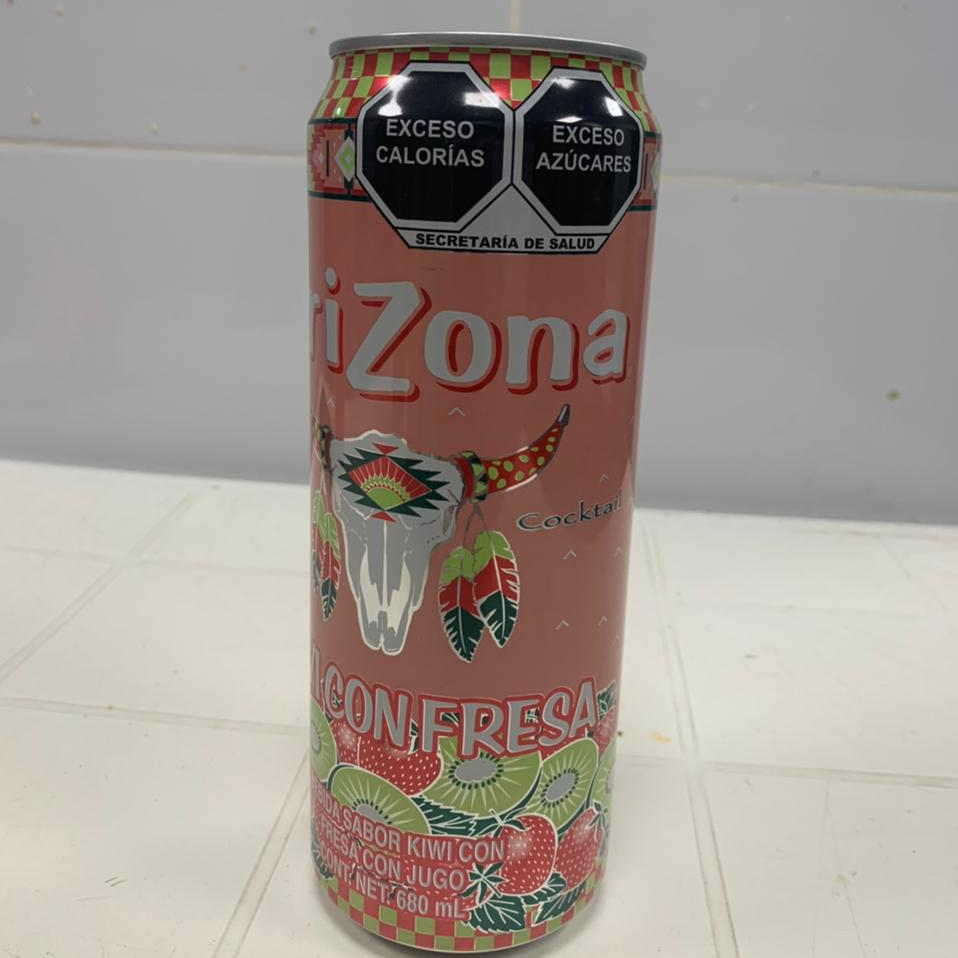 EXCESO
CALORÍAS
EXCESO
AZÚCARES
SECRETARÍA DE SALUD
riZona
Cocktail
CON FRESA
SABOR KIWI CON
FRESA CON JUGO
CONT. NET. 680 mL